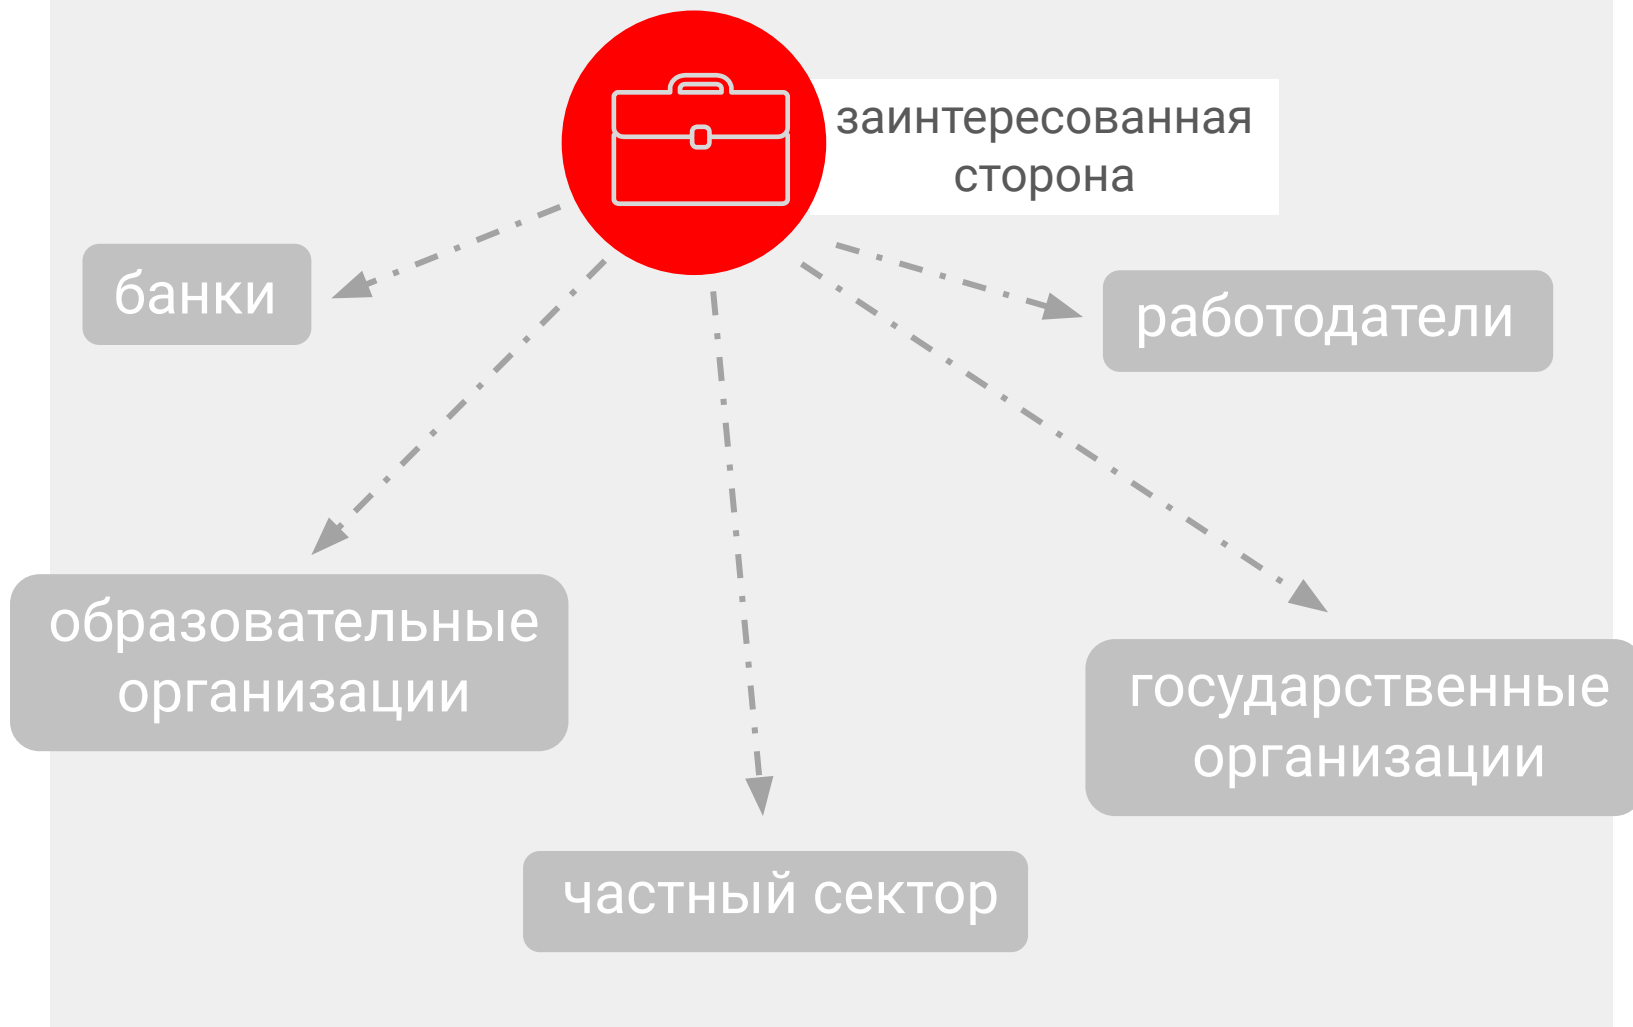 заинтересованная
сторона
банки
работодатели
образовательные
организации
государственные
организации
частный сектор